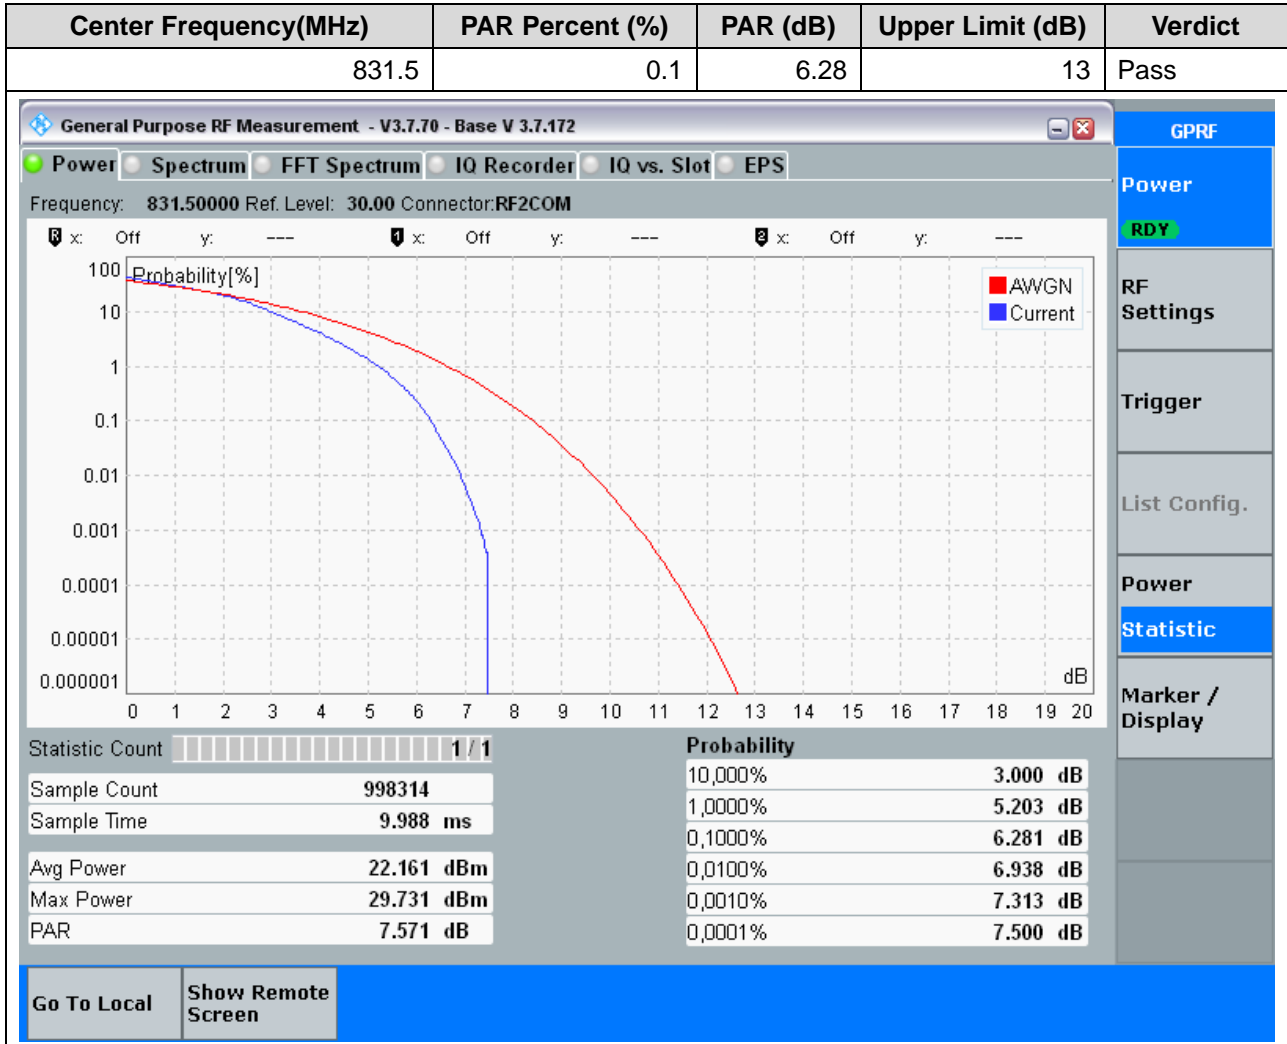 Center Frequency(MHz) PAR Percent (%) PAR (dB) Upper Limit (dB) Verdict
831.5 0.1 6.28 13 Pass
General Purpose RF Measurement - V3.7.70 - Base V 3.7.172
GPRF
Power Spectrum FFT Spectrum IQ Recorder IQ vs. Slot EPS
Frequency: 831.50000 Ref. Level: 30.00 Connector:RF2COM
R x: Off y: --- 1 x: Off y: --- 2 x: Off y: ---
Probability[%]
AWGN
Current
100
10
1
0.1
0.01
0.001
0.0001
0.00001
0.000001
dB
0 1 2 3 4 5 6 7 8 9 10 11 12 13 14 15 16 17 18 19 20
Power
RDY
RF
Settings
Trigger
List Config.
Power
Statistic
Marker /
Display
Statistic Count 1 / 1
Sample Count 998314
Sample Time 9.988 ms
Avg Power 22.161 dBm
Max Power 29.731 dBm
PAR 7.571 dB
Probability
10,000% 3.000 dB
1,0000% 5.203 dB
0,1000% 6.281 dB
0,0100% 6.938 dB
0,0010% 7.313 dB
0,0001% 7.500 dB
Go To Local
Show Remote
Screen